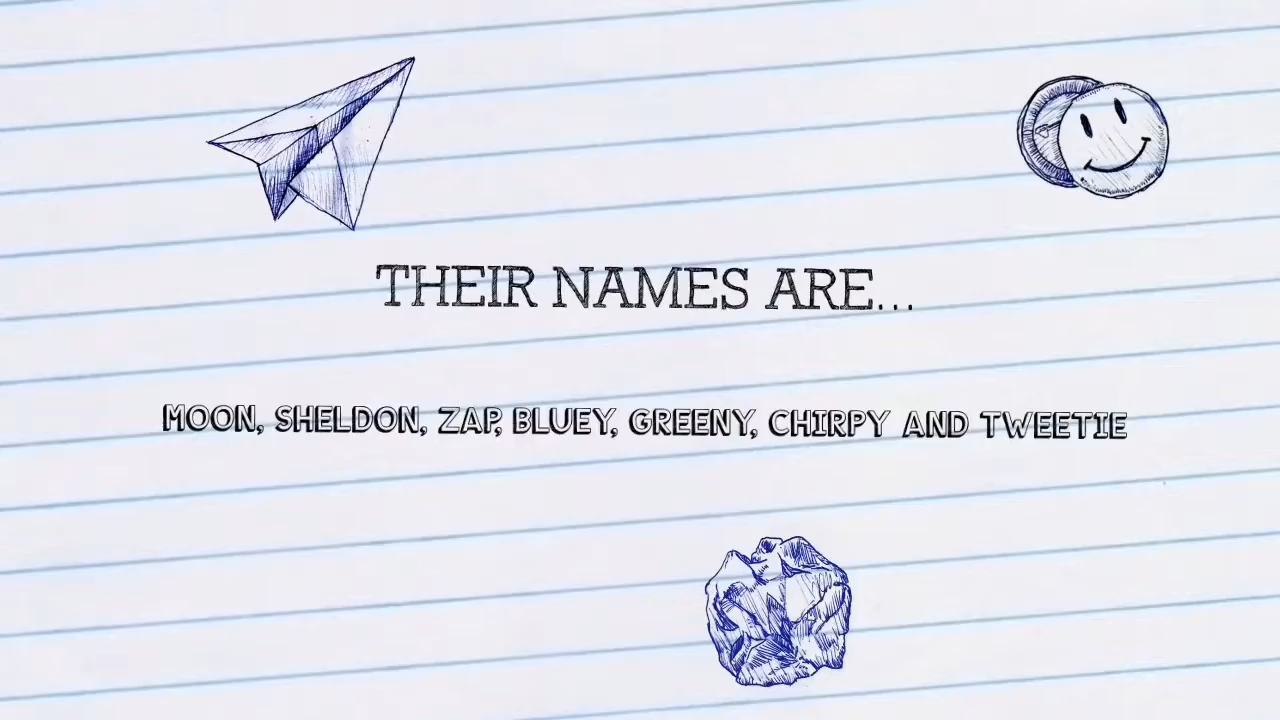 THEIR NAMES ARE...
MOON, SHELDON, ZAP, BLUEY, GREENY, CHIRPY AND TWEETIE